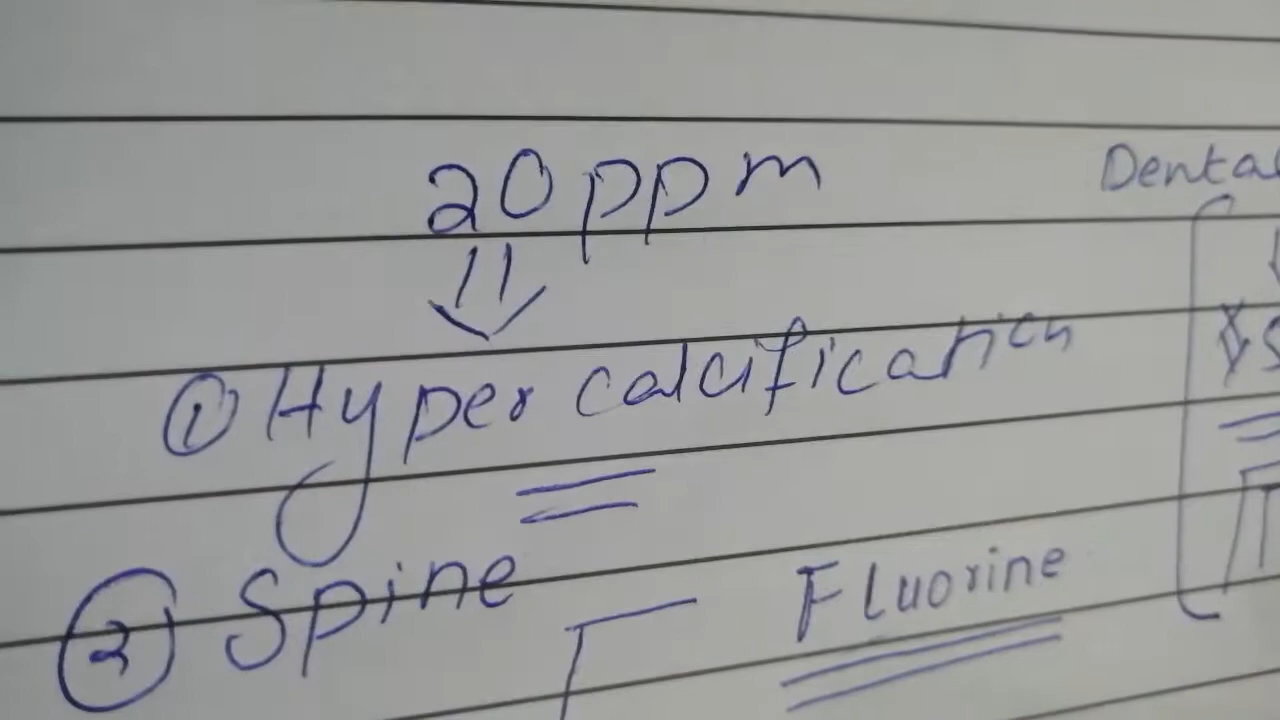 20 ppm
Dental
① Hyper calcification
② Spine
Fluorine